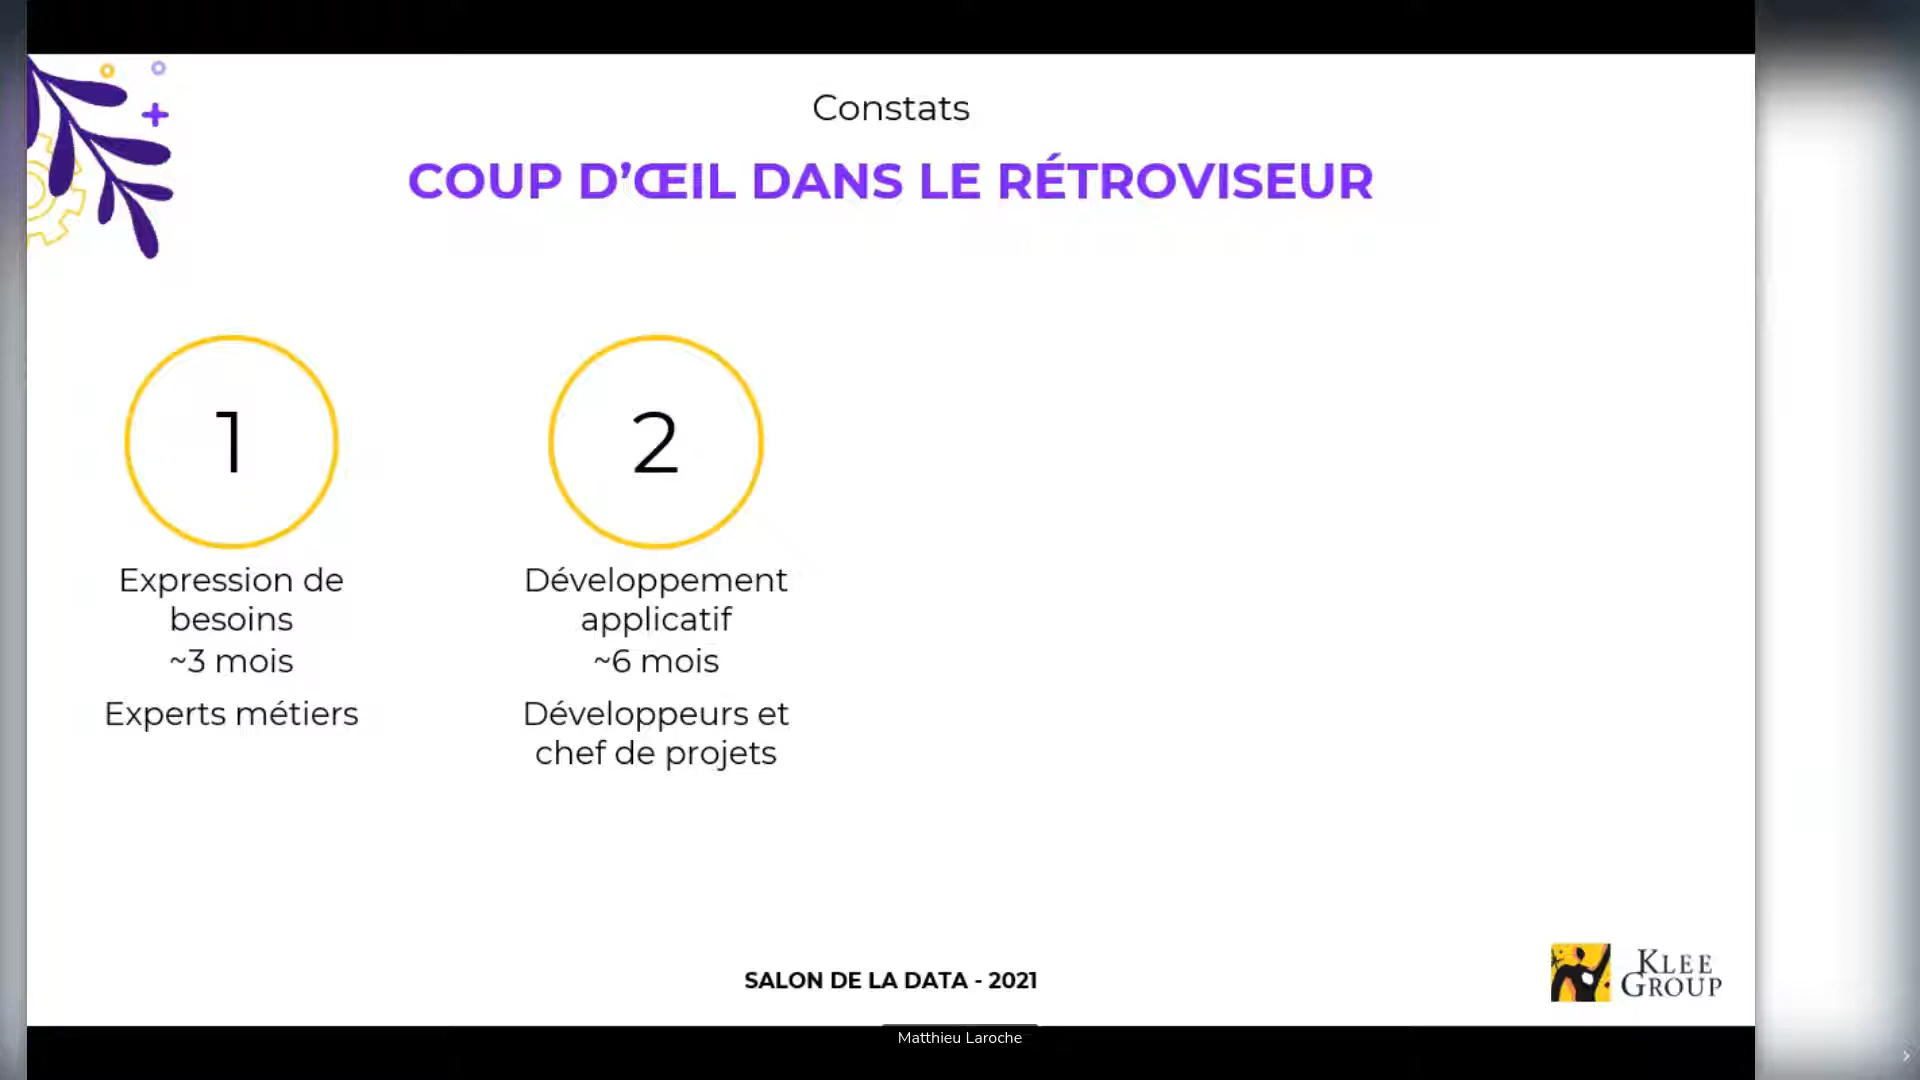 Constats
COUP D’ŒIL DANS LE RÉTROVISEUR
1
Expression de
besoins
~3 mois
Experts métiers
2
Développement
applicatif
~6 mois
Développeurs et
chef de projets
SALON DE LA DATA - 2021
KLEE
GROUP
Matthieu Laroche